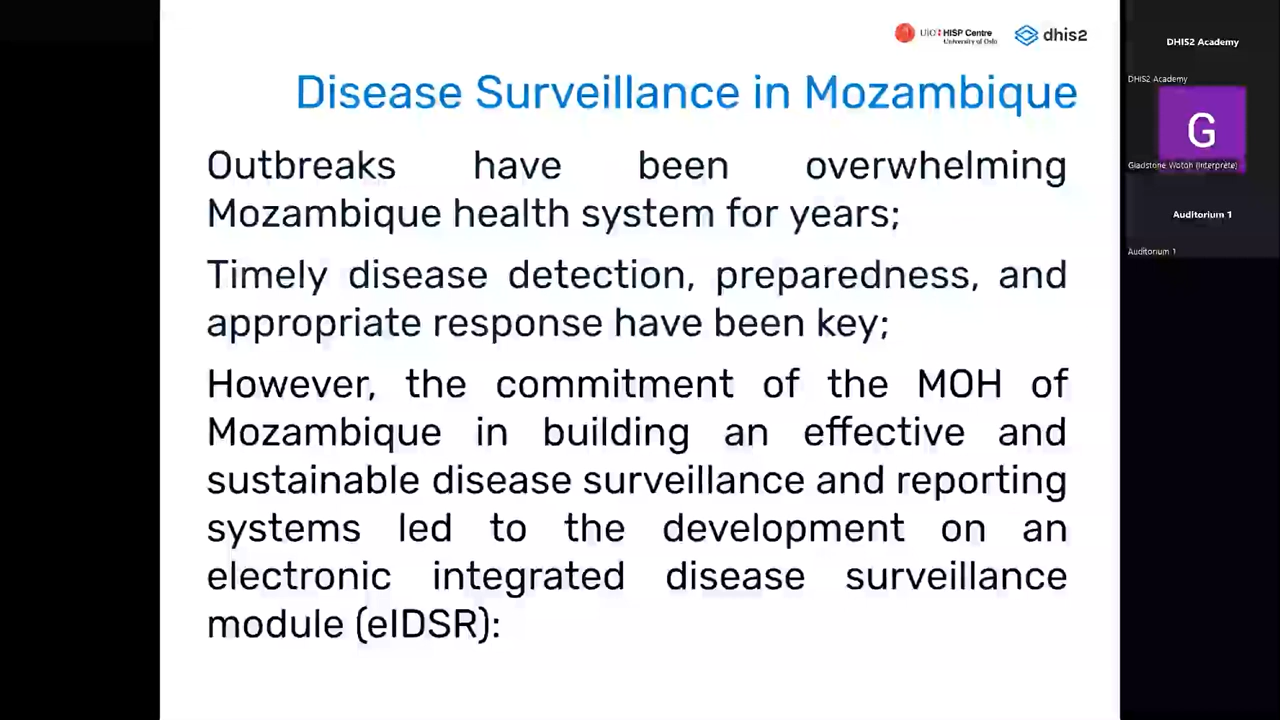 UiO HISP Centre
University of Oslo
dhis2
Disease Surveillance in Mozambique
Outbreaks have been overwhelming
Mozambique health system for years;
Timely disease detection, preparedness, and
appropriate response have been key;
However, the commitment of the MOH of
Mozambique in building an effective and
sustainable disease surveillance and reporting
systems led to the development on an
electronic integrated disease surveillance
module (eIDSR):
DHIS2 Academy
DHIS2 Academy
G
Gladstone Wotoh (Interprète)
Auditorium 1
Auditorium 1